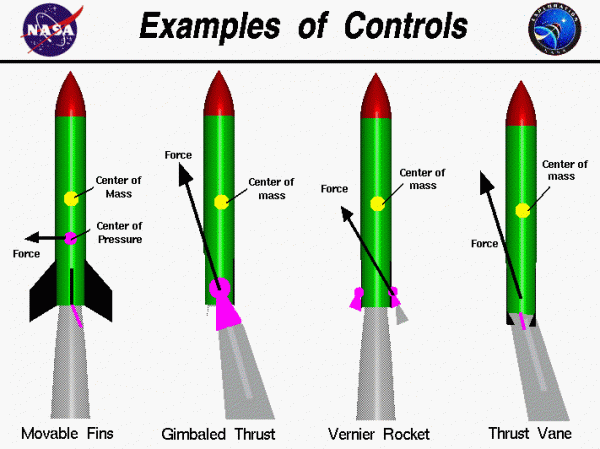 NASA
Examples of Controls
EXPLORATION
Center of
Mass
Center of
Pressure
Force
Movable Fins
Force
Center of
mass
Gimbaled Thrust
Force
Center of
mass
Vernier Rocket
Force
Center of
mass
Thrust Vane